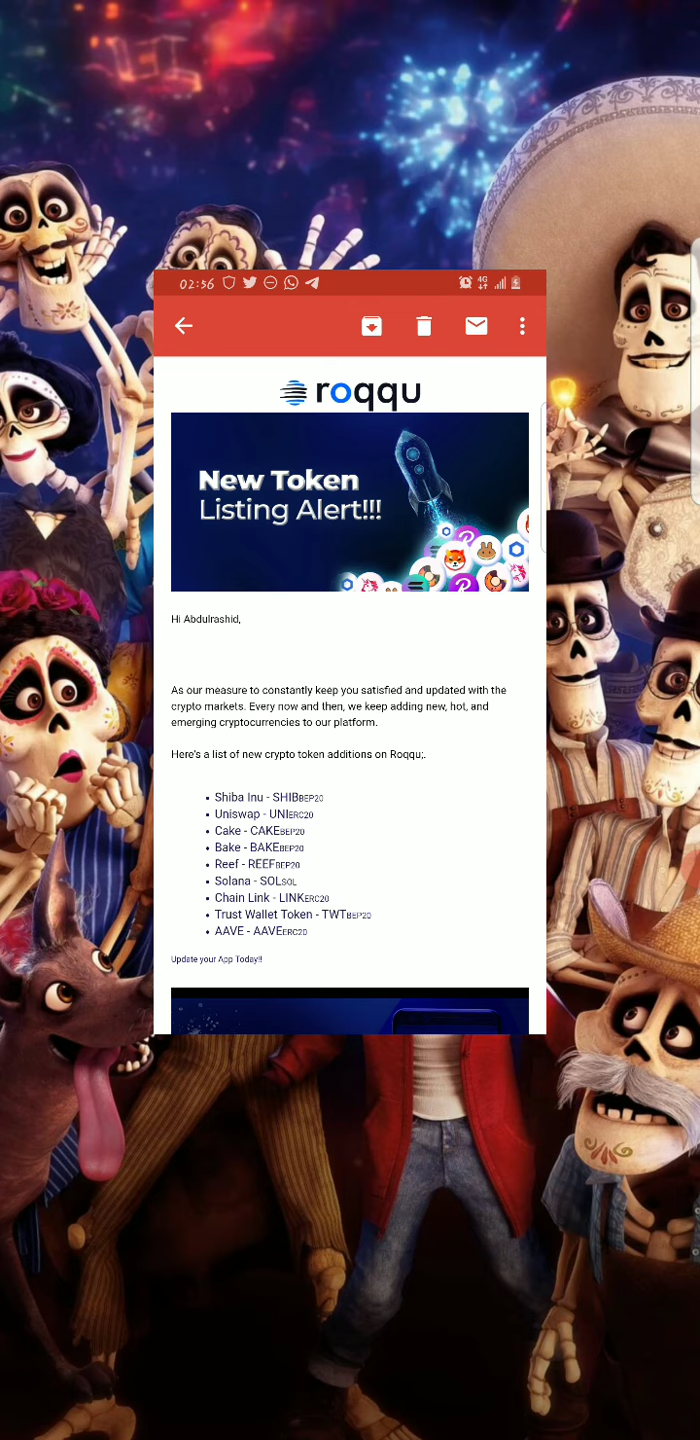 02:56
4G
roqqu
New Token
Listing Alert!!!
Hi Abdulrashid,
As our measure to constantly keep you satisfied and updated with the
crypto markets. Every now and then, we keep adding new, hot, and
emerging cryptocurrencies to our platform.
Here's a list of new crypto token additions on Roqqu;.
• Shiba Inu - SHIBBEP20
• Uniswap - UNIERC20
• Cake - CAKEBEP20
• Bake - BAKEBEP20
• Reef - REEFBEP20
• Solana - SOLSOL
• Chain Link - LINKERC20
• Trust Wallet Token - TWTBEP20
• AAVE - AAVEERC20
Update your App Today!!